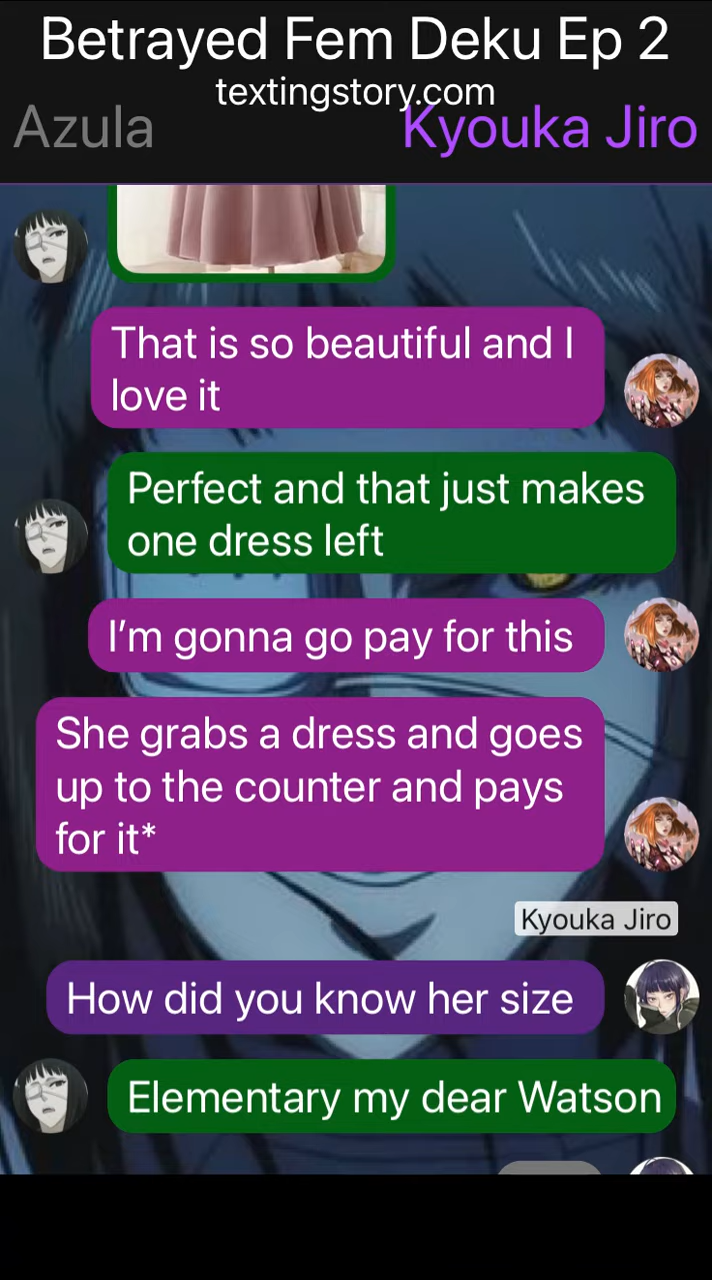 Betrayed Fem Deku Ep 2
textingstory.com
Azula
Kyouka Jiro
That is so beautiful and I
love it
Perfect and that just makes
one dress left
I’m gonna go pay for this
She grabs a dress and goes
up to the counter and pays
for it*
Kyouka Jiro
How did you know her size
Elementary my dear Watson